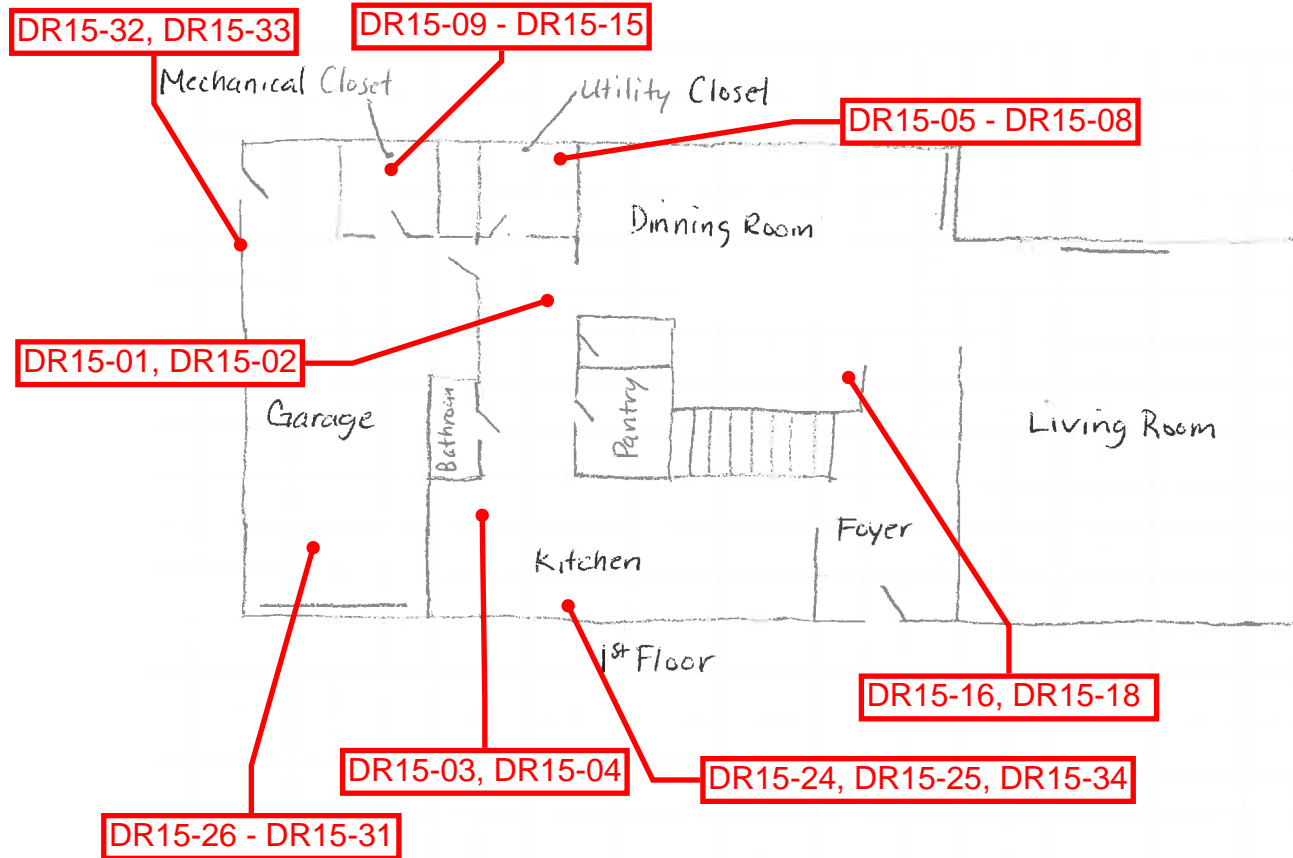 DR15-32, DR15-33
DR15-09 - DR15-15
Mechanical Closet
Utility Closet
DR15-05 - DR15-08
Dinning Room
DR15-01, DR15-02
Garage
Bathroom
Pantry
Living Room
Foyer
Kitchen
1st Floor
DR15-16, DR15-18
DR15-03, DR15-04
DR15-24, DR15-25, DR15-34
DR15-26 - DR15-31